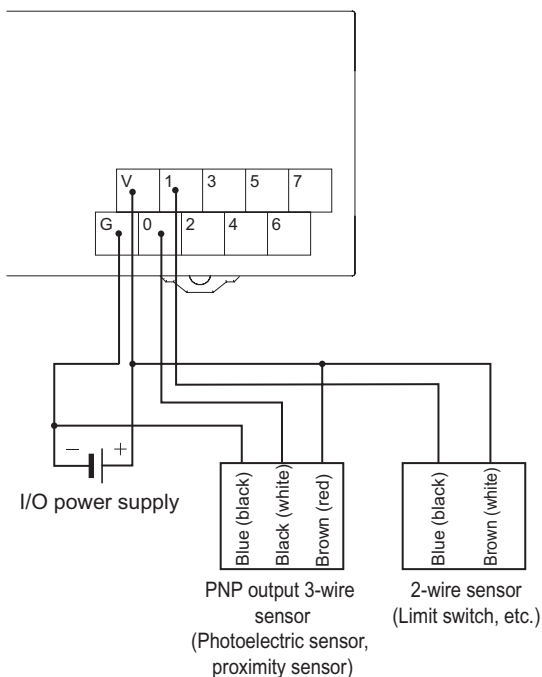 V 1 3 5 7
G 0 2 4 6
− +
I/O power supply
Blue (black)
Black (white)
Brown (red)
Blue (black)
Brown (white)
PNP output 3-wire
sensor
(Photoelectric sensor,
proximity sensor)
2-wire sensor
(Limit switch, etc.)